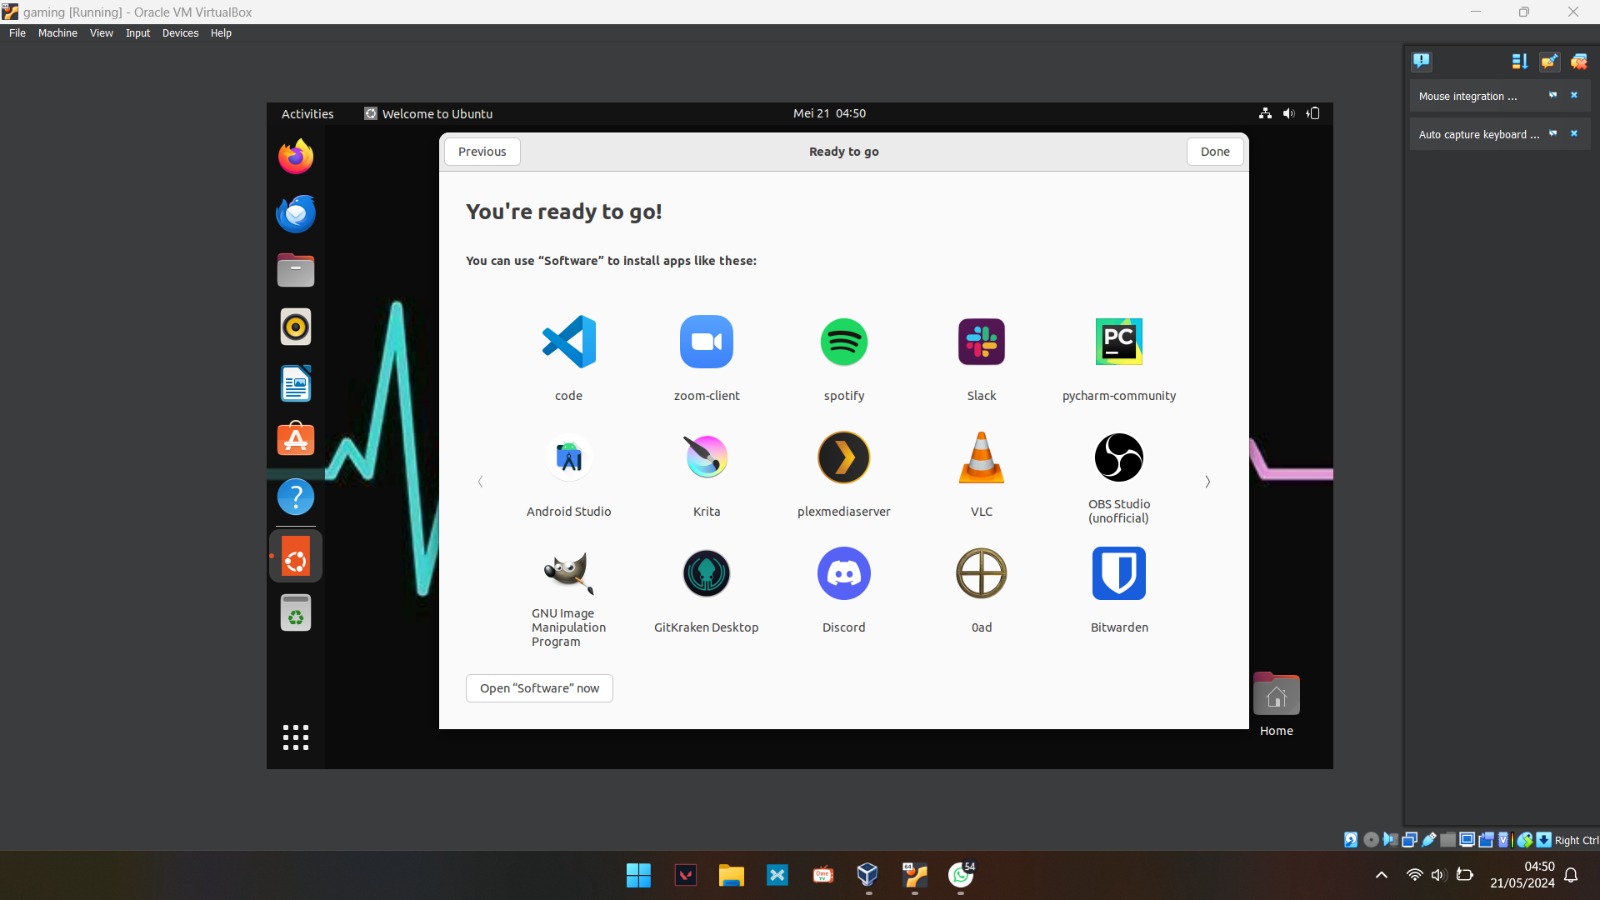 gaming [Running] - Oracle VM VirtualBox
File Machine View Input Devices Help
Mouse integration ...
Auto capture keyboard ...
Activities Welcome to Ubuntu Mei 21 04:50
Previous Ready to go Done
You're ready to go!
You can use “Software” to install apps like these:
code zoom-client spotify Slack pycharm-community
PC
Android Studio Krita plexmediaserver VLC OBS Studio
(unofficial)
GNU Image
Manipulation
Program
GitKraken Desktop Discord 0ad Bitwarden
Open “Software” now
Home
Right Ctrl
54
04:50
21/05/2024